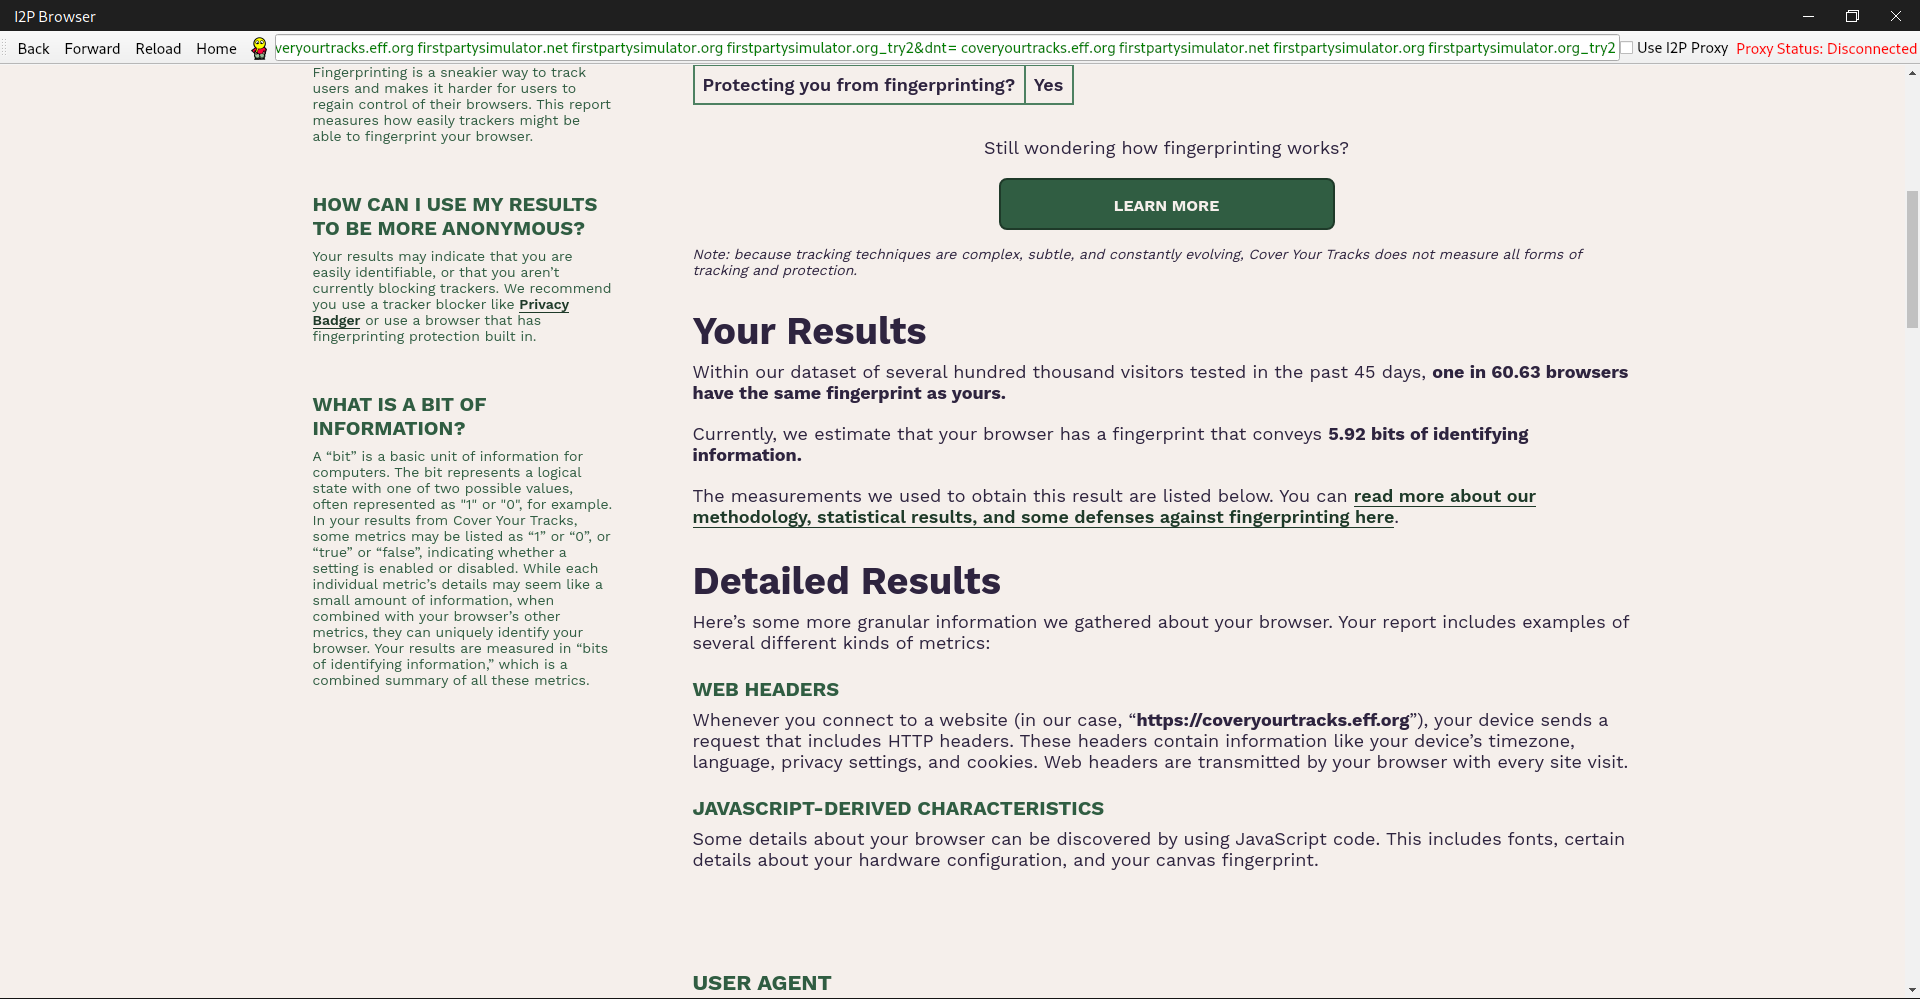 I2P Browser
Back Forward Reload Home veryourtracks.eff.org firstpartysimulator.net firstpartysimulator.org firstpartysimulator.org_try2&dnt= coveryourtracks.eff.org firstpartysimulator.net firstpartysimulator.org firstpartysimulator.org_try2 Use I2P Proxy Proxy Status: Disconnected
Fingerprinting is a sneakier way to track
users and makes it harder for users to
regain control of their browsers. This report
measures how easily trackers might be
able to fingerprint your browser.
HOW CAN I USE MY RESULTS
TO BE MORE ANONYMOUS?
Your results may indicate that you are
easily identifiable, or that you aren’t
currently blocking trackers. We recommend
you use a tracker blocker like Privacy
Badger or use a browser that has
fingerprinting protection built in.
WHAT IS A BIT OF
INFORMATION?
A “bit” is a basic unit of information for
computers. The bit represents a logical
state with one of two possible values,
often represented as "1" or "0", for example.
In your results from Cover Your Tracks,
some metrics may be listed as “1” or “0”, or
“true” or “false”, indicating whether a
setting is enabled or disabled. While each
individual metric’s details may seem like a
small amount of information, when
combined with your browser’s other
metrics, they can uniquely identify your
browser. Your results are measured in “bits
of identifying information,” which is a
combined summary of all these metrics.
Protecting you from fingerprinting? Yes
Still wondering how fingerprinting works?
LEARN MORE
Note: because tracking techniques are complex, subtle, and constantly evolving, Cover Your Tracks does not measure all forms of
tracking and protection.
Your Results
Within our dataset of several hundred thousand visitors tested in the past 45 days, one in 60.63 browsers
have the same fingerprint as yours.
Currently, we estimate that your browser has a fingerprint that conveys 5.92 bits of identifying
information.
The measurements we used to obtain this result are listed below. You can read more about our
methodology, statistical results, and some defenses against fingerprinting here.
Detailed Results
Here’s some more granular information we gathered about your browser. Your report includes examples of
several different kinds of metrics:
WEB HEADERS
Whenever you connect to a website (in our case, “https://coveryourtracks.eff.org”), your device sends a
request that includes HTTP headers. These headers contain information like your device’s timezone,
language, privacy settings, and cookies. Web headers are transmitted by your browser with every site visit.
JAVASCRIPT-DERIVED CHARACTERISTICS
Some details about your browser can be discovered by using JavaScript code. This includes fonts, certain
details about your hardware configuration, and your canvas fingerprint.
USER AGENT